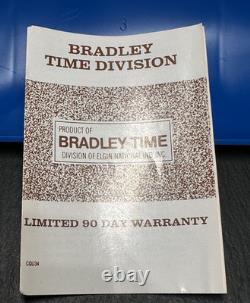 3
BRADLEY
TIME DIVISION
PRODUCT OF
BRADLEY TIME
DIVISION OF ELGIN NATIONAL IND. INC.
LIMITED 90 DAY WARRANTY